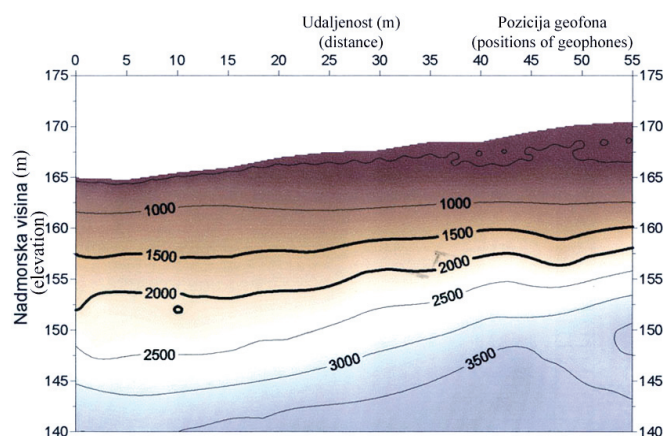 Udaljenost (m)
(distance)
Pozicija geofona
(positions of geophones)
0 5 10 15 20 25 30 35 40 45 50 55
Nadmorska visina (m)
(elevation)
175 175
170 170
165 165
160 160
155 155
150 150
145 145
140 140
1000 1000
1500 1500
2000 2000
2500 2500
3000
3500